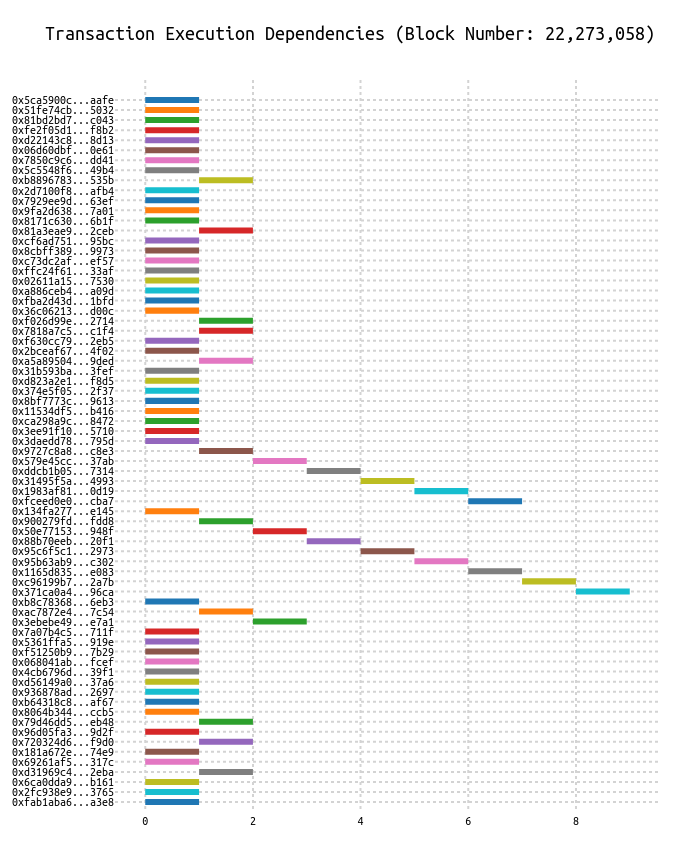 Transaction Execution Dependencies (Block Number: 22,273,058)
0x5ca5900c...aafe
0x51fe74cb...5032
0x81bd2bd7...c043
0xfe2f05d1...f8b2
0xd22143c8...8d13
0x06d60dbf...0e61
0x7850c9c6...dd41
0x5c5548f6...49b4
0xb8896783...535b
0x2d7100f8...afb4
0x7929ee9d...63ef
0x9fa2d638...7a01
0x8171c630...6b1f
0x81a3eae9...2ceb
0xcf6ad751...95bc
0x8cbff389...9973
0xc73dc2af...ef57
0xffc24f61...33af
0x02611a15...7530
0xa886ceb4...a09d
0xfba2d43d...1bfd
0x36c06213...d00c
0xf026d99e...2714
0x7818a7c5...c1f4
0xf630cc79...2eb5
0x2bceaf67...4f02
0xa5a89504...9ded
0x31b593ba...3fef
0xd823a2e1...f8d5
0x374e5f05...2f37
0x8bf7773c...9613
0x11534df5...b416
0xca298a9c...8472
0x3ee91f10...5710
0x3daedd78...795d
0x9727c8a8...c8e3
0x579e45cc...37ab
0xddcb1b05...7314
0x31495f5a...4993
0x1983af81...0d19
0xfceed0e0...cba7
0x134fa277...e145
0x900279fd...fdd8
0x50e77153...948f
0x88b70eeb...20f1
0x95c6f5c1...2973
0x95b63ab9...c302
0x1165d835...e083
0xc96199b7...2a7b
0x371ca0a4...96ca
0xb8c78368...6eb3
0xac7872e4...7c54
0x3ebebe49...e7a1
0x7a07b4c5...711f
0x5361ffa5...919e
0xf51250b9...7b29
0x068041ab...fcef
0x4cb6796d...39f1
0xd56149a0...37a6
0x936878ad...2697
0xb64318c8...af67
0x8064b344...ccb5
0x79d46dd5...eb48
0x96d05fa3...9d2f
0x720324d6...f9d0
0x181a672e...74e9
0x69261af5...317c
0xd31969c4...2eba
0x6ca0dda9...b161
0x2fc938e9...3765
0xfab1aba6...a3e8
0 2 4 6 8